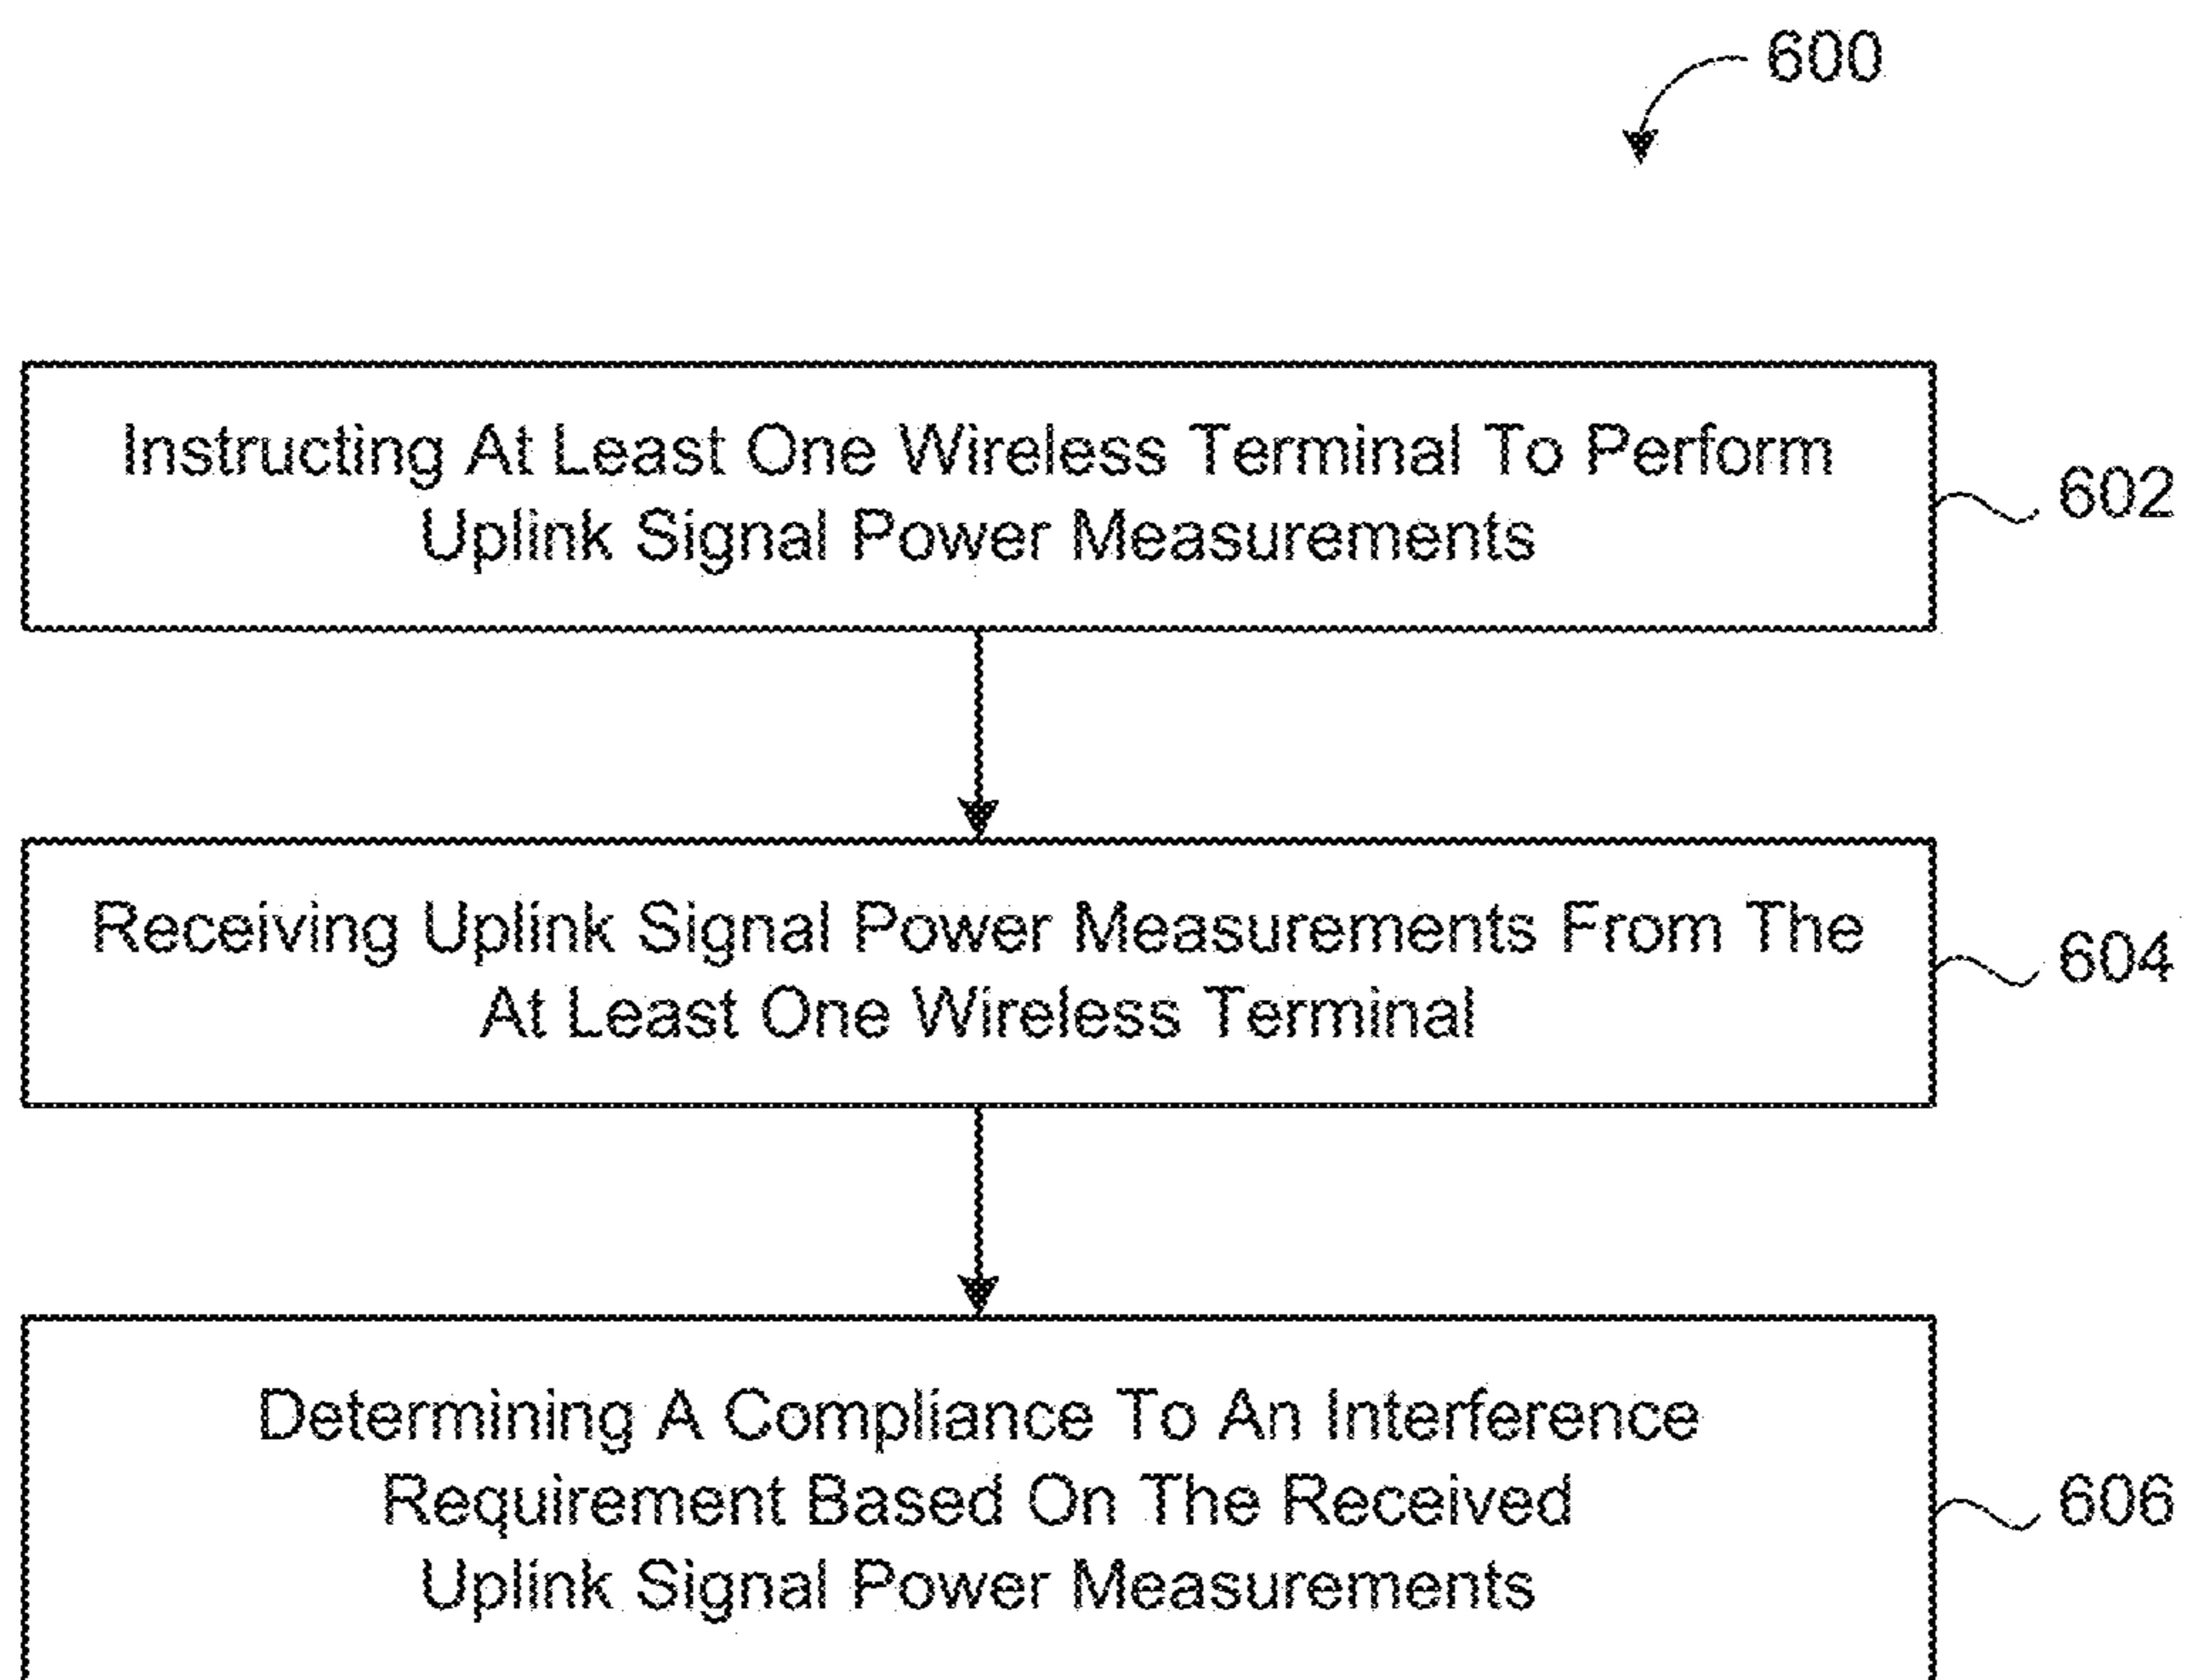 600
Instructing At Least One Wireless Terminal To Perform
Uplink Signal Power Measurements
602
Receiving Uplink Signal Power Measurements From The
At Least One Wireless Terminal
604
Determining A Compliance To An Interference
Requirement Based On The Received
Uplink Signal Power Measurements
606